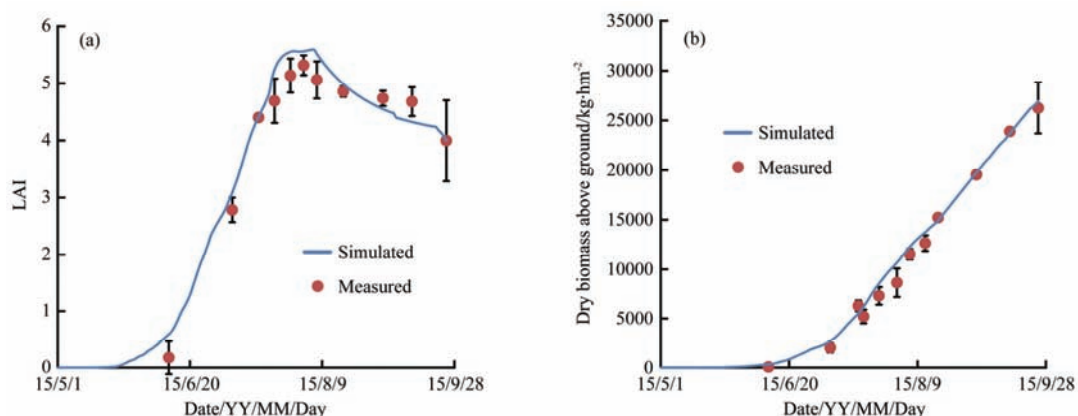 (a)
6
5
4
3
2
1
0
LAI
Simulated
Measured
15/5/1
15/6/20
15/8/9
15/9/28
Date/YY/MM/Day
(b)
35000
30000
25000
20000
15000
10000
5000
0
Dry biomass above ground/kg·hm⁻²
Simulated
Measured
15/5/1
15/6/20
15/8/9
15/9/28
Date/YY/MM/Day